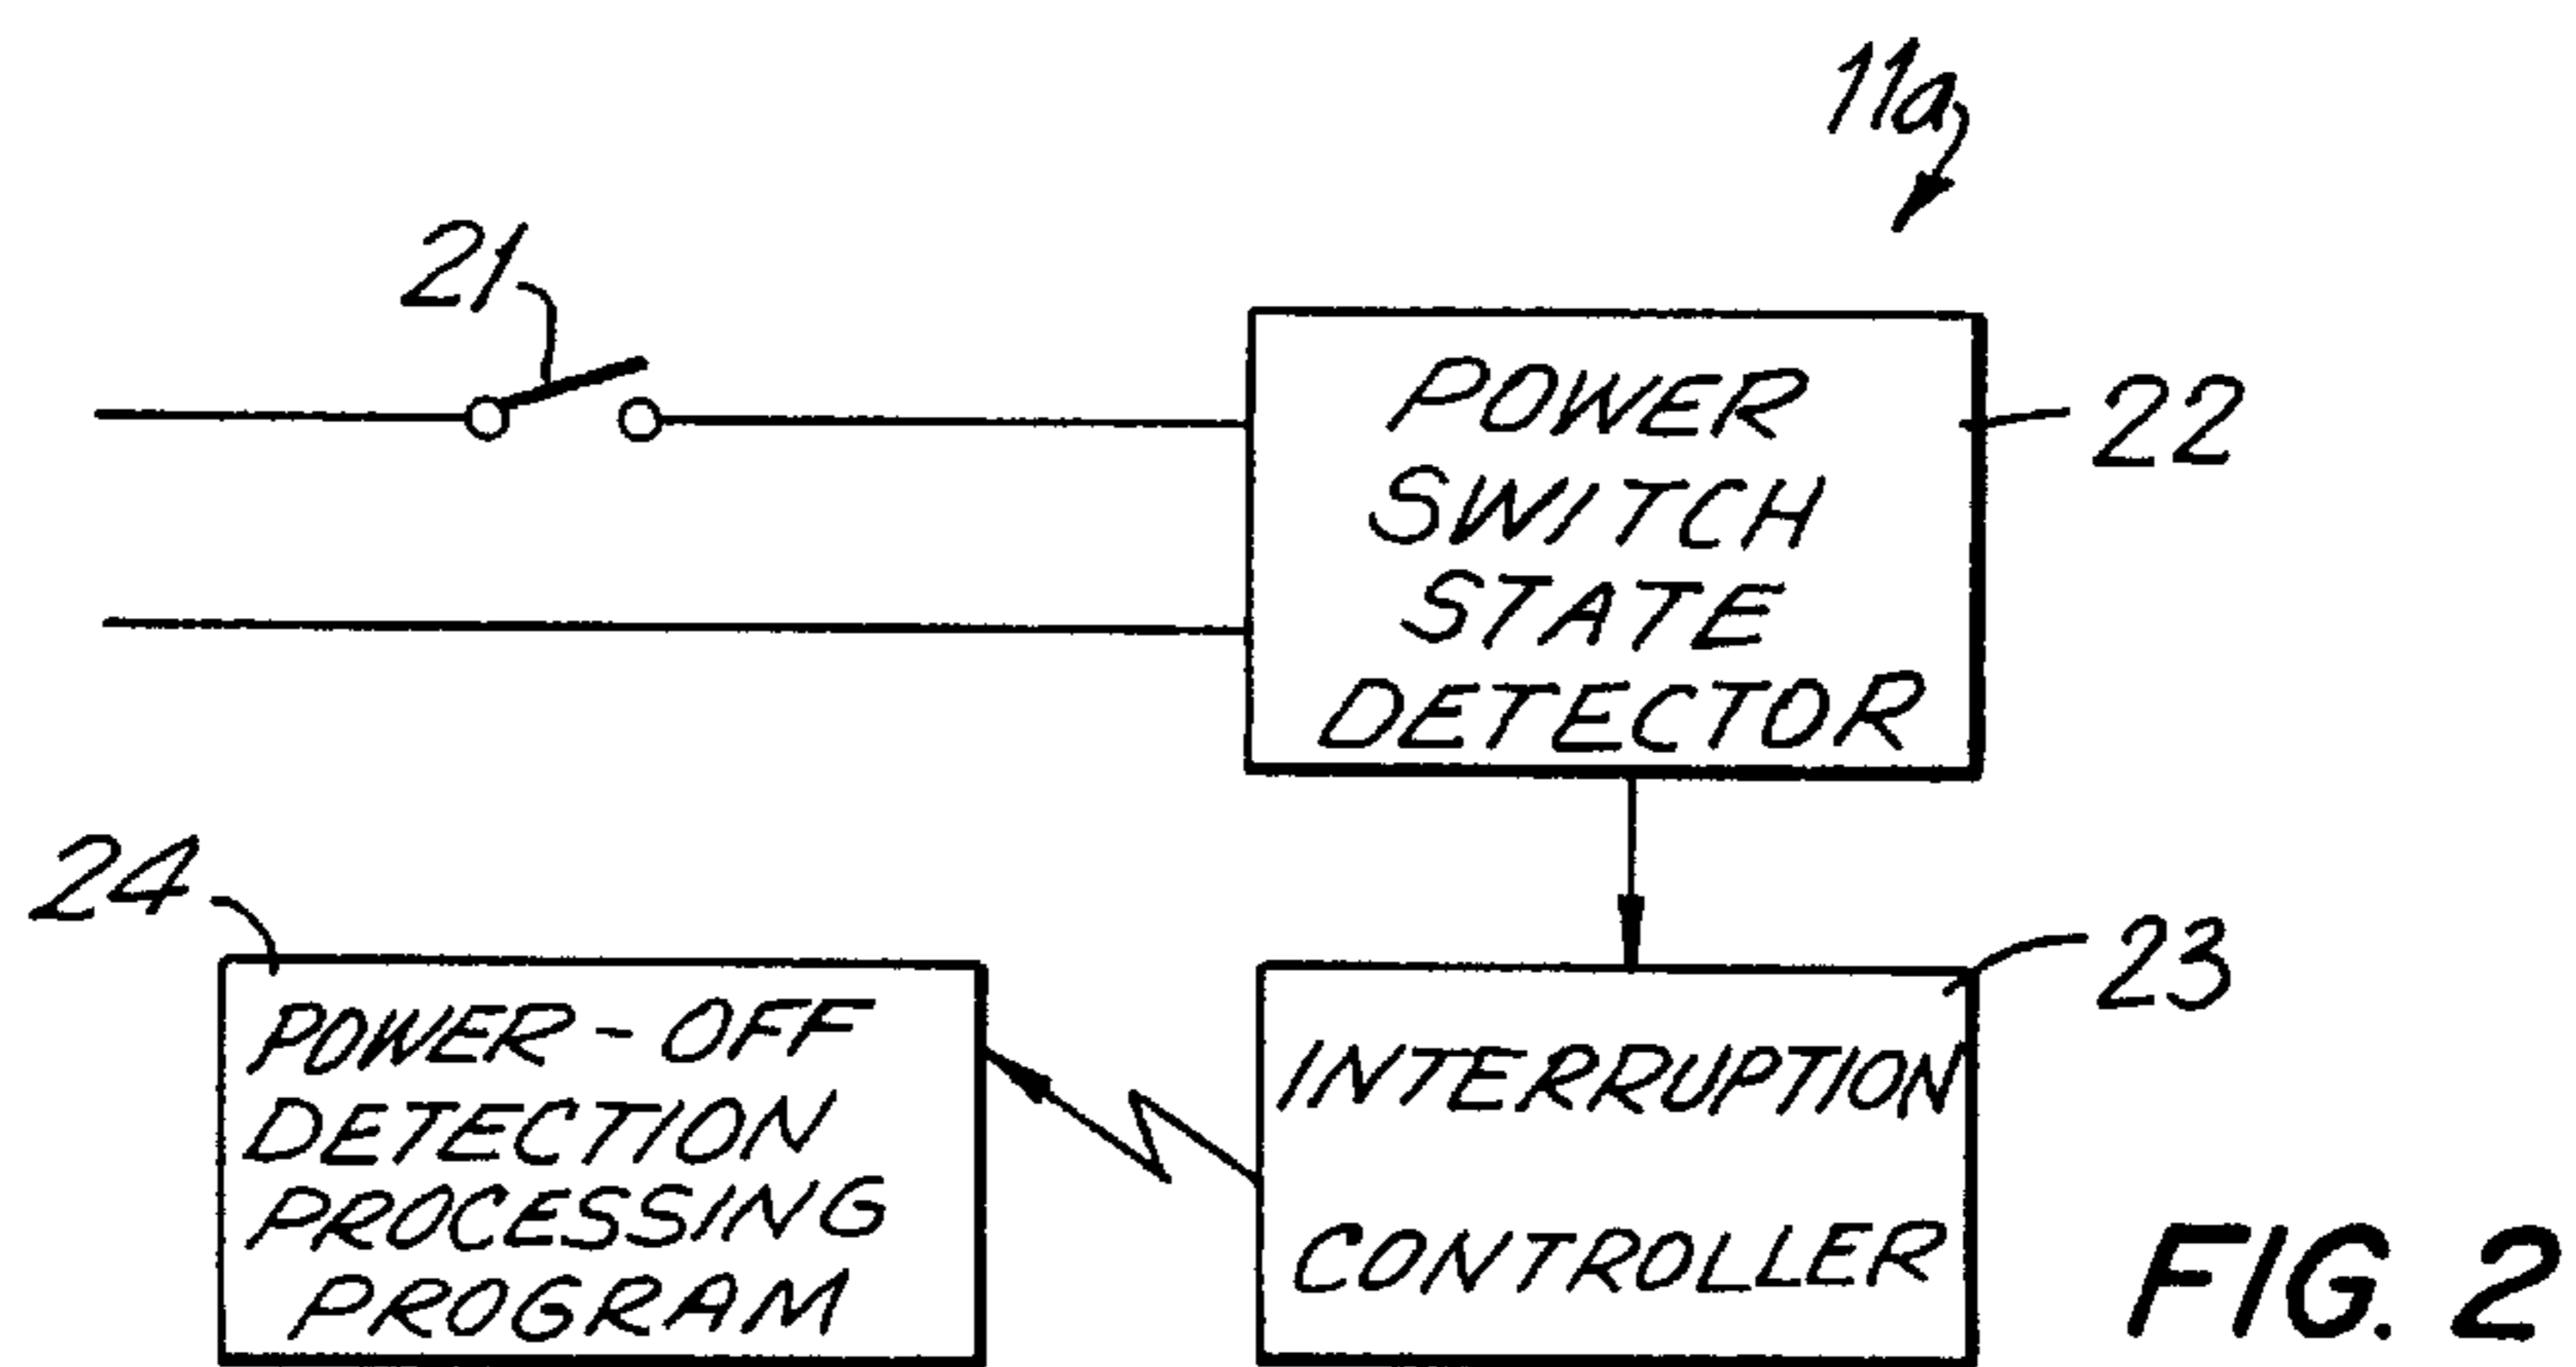 11a
21
POWER
SWITCH
STATE
DETECTOR
22
24
POWER-OFF
DETECTION
PROCESSING
PROGRAM
INTERRUPTION
CONTROLLER
23
FIG. 2